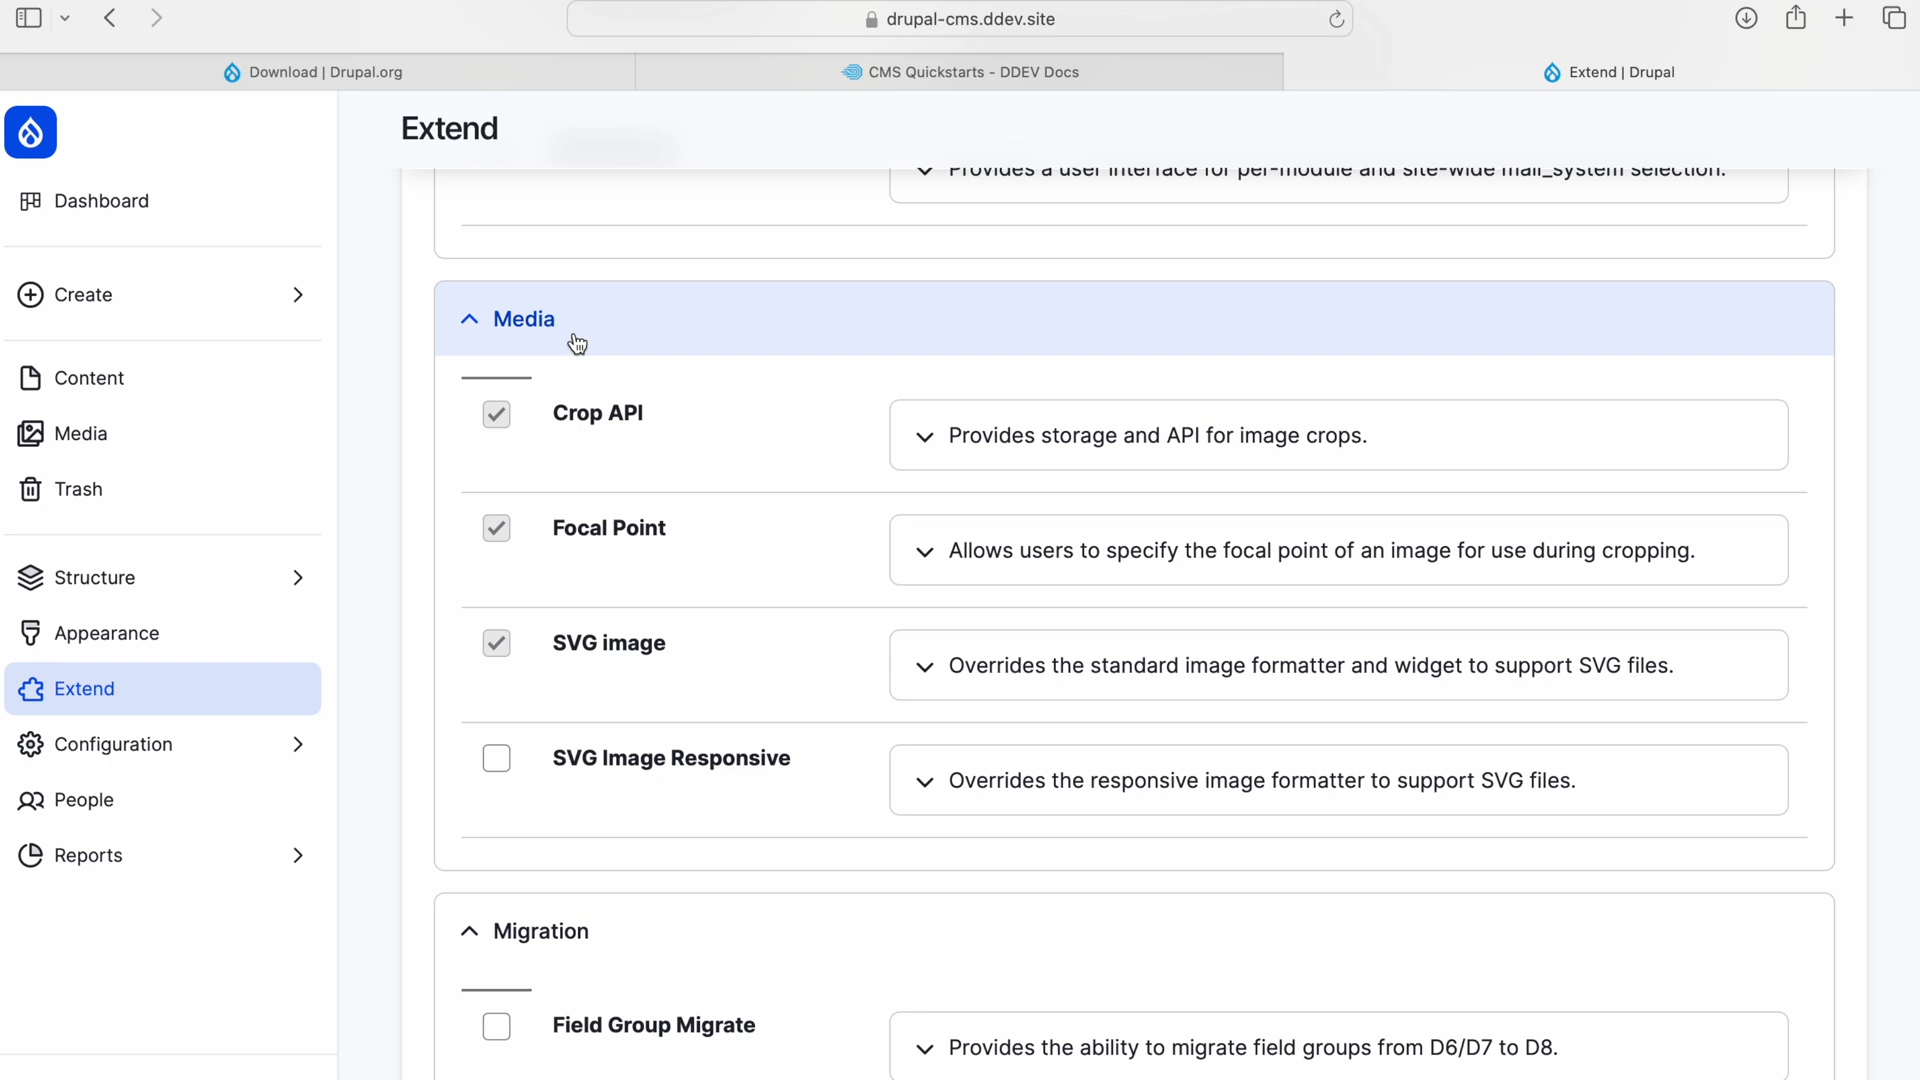 drupal-cms.ddev.site
Download | Drupal.org
CMS Quickstarts - DDEV Docs
Extend | Drupal
Dashboard
Create
Content
Media
Trash
Structure
Appearance
Extend
Configuration
People
Reports
Extend
Provides a user interface for per-module and site-wide mail_system selection.
Media
Crop API
Provides storage and API for image crops.
Focal Point
Allows users to specify the focal point of an image for use during cropping.
SVG image
Overrides the standard image formatter and widget to support SVG files.
SVG Image Responsive
Overrides the responsive image formatter to support SVG files.
Migration
Field Group Migrate
Provides the ability to migrate field groups from D6/D7 to D8.